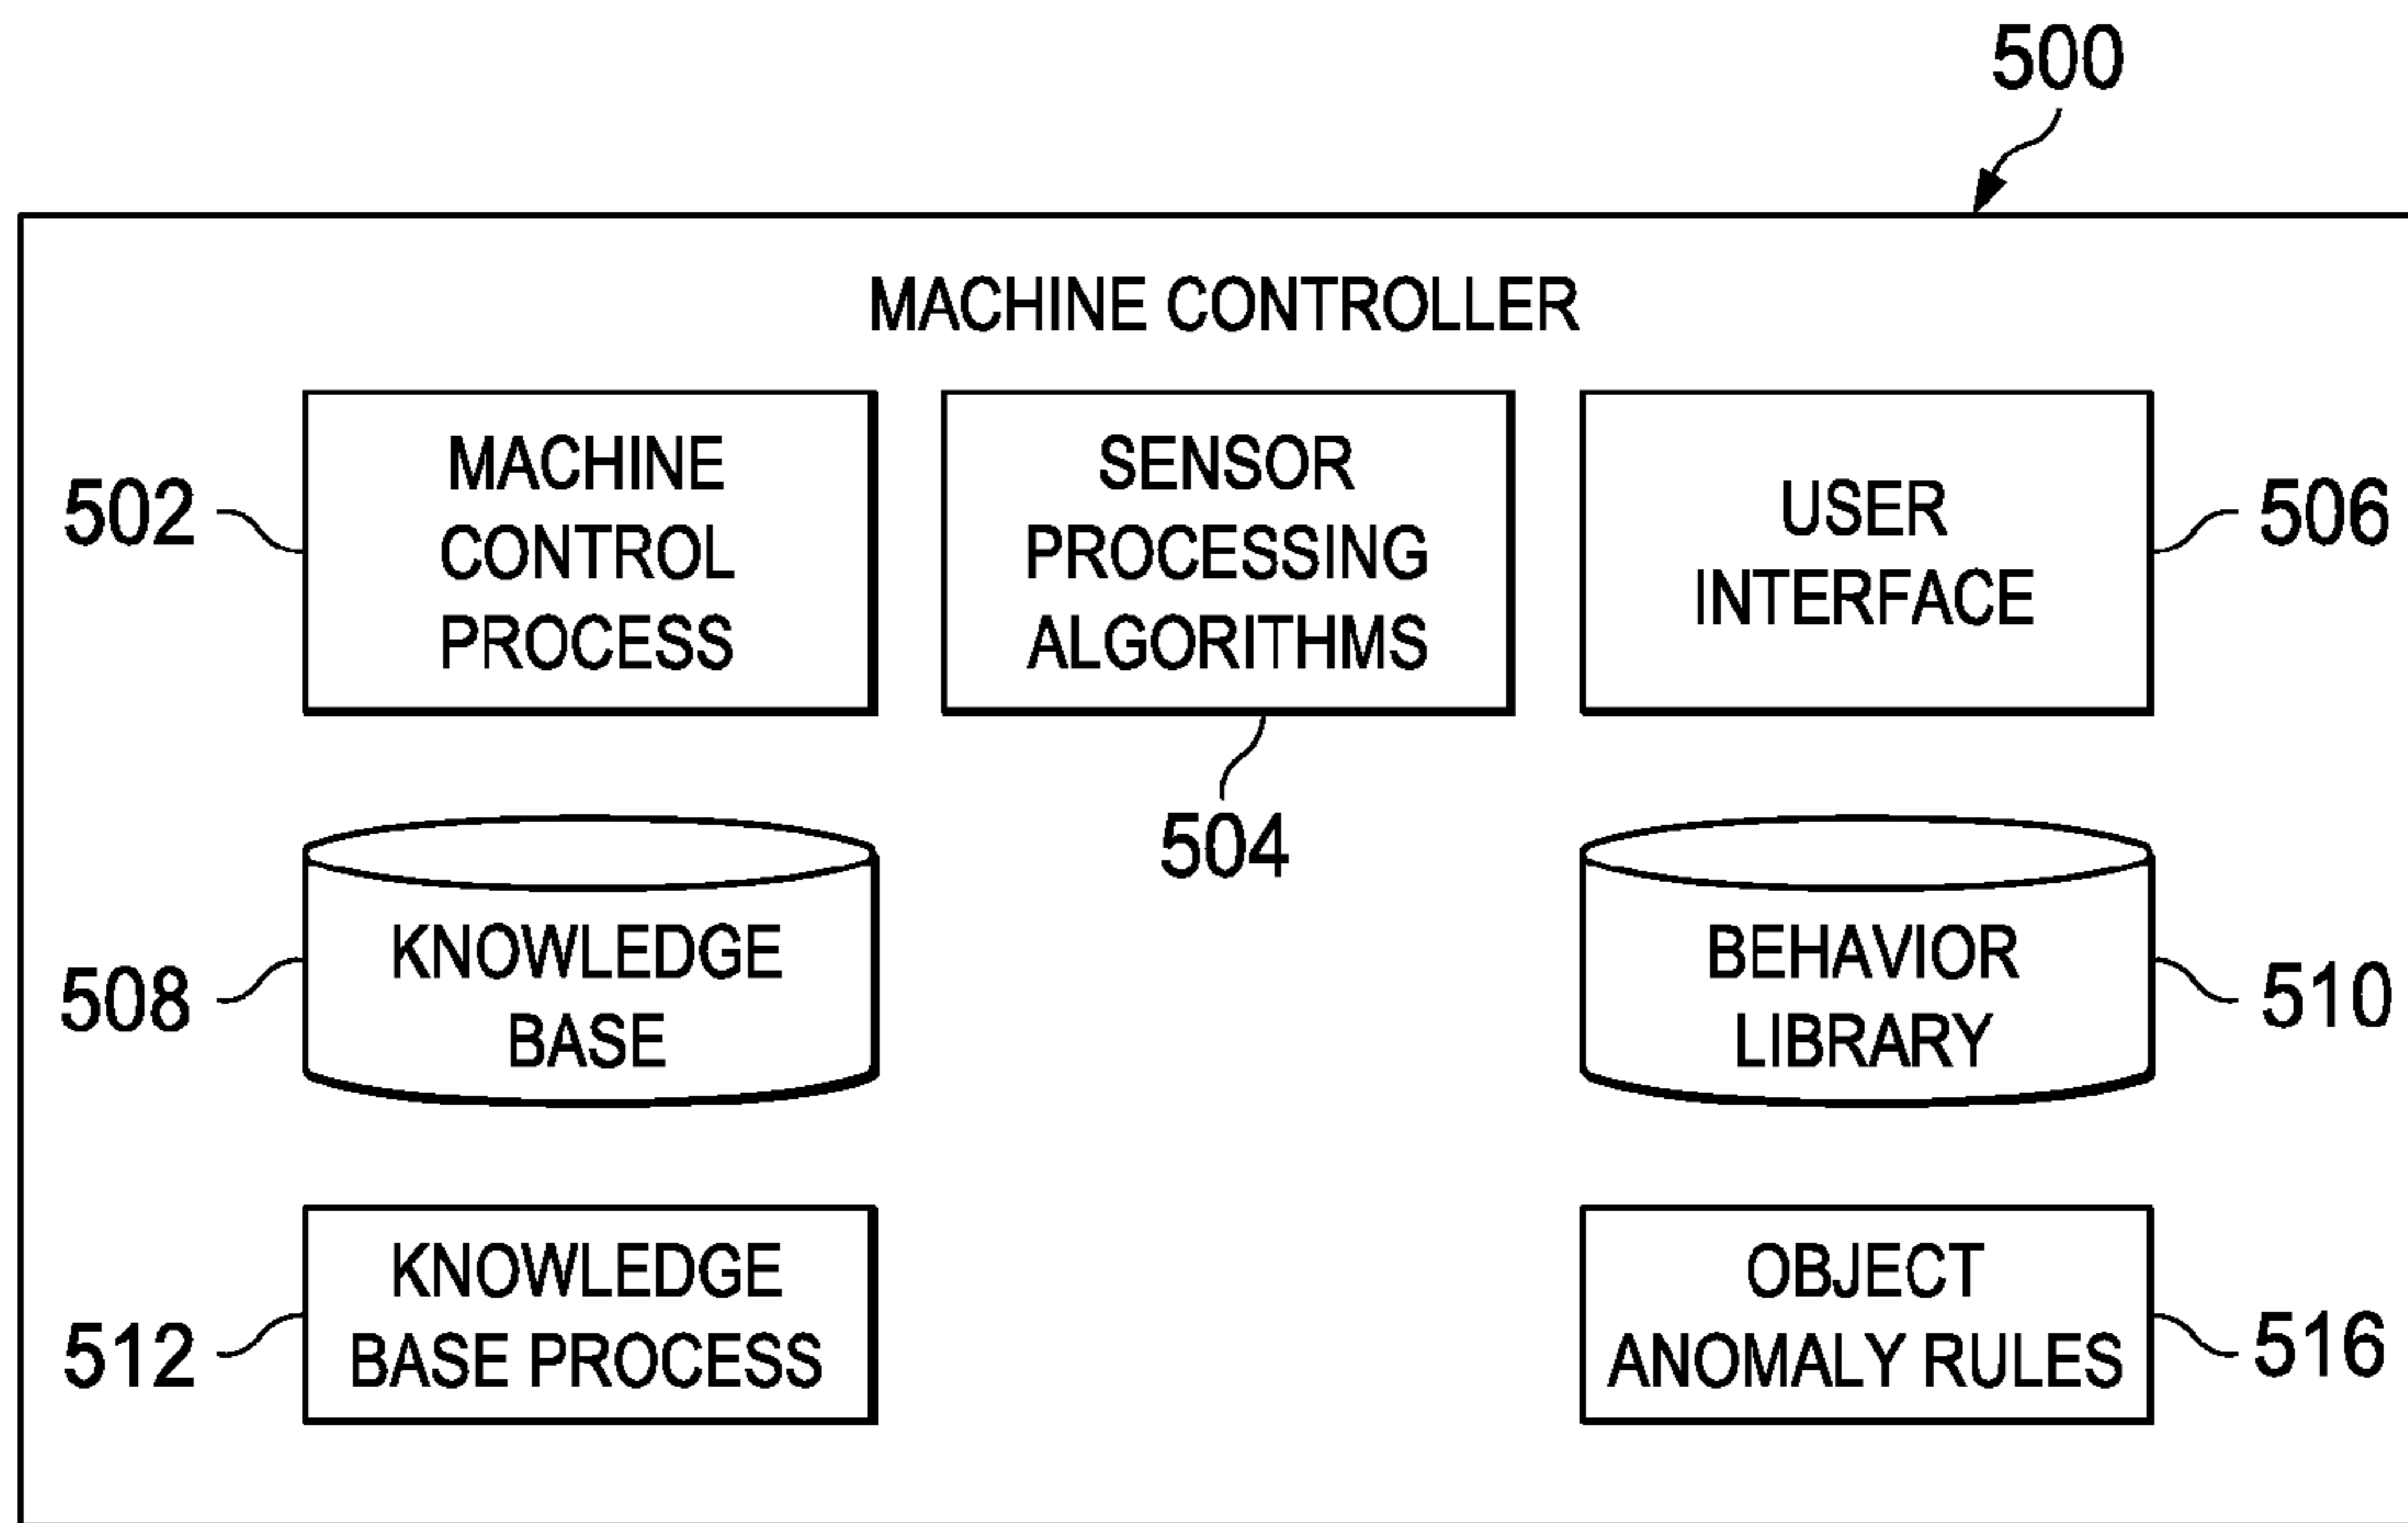 500
MACHINE CONTROLLER
502
MACHINE
CONTROL
PROCESS
SENSOR
PROCESSING
ALGORITHMS
504
USER
INTERFACE
506
508
KNOWLEDGE
BASE
BEHAVIOR
LIBRARY
510
512
KNOWLEDGE
BASE PROCESS
OBJECT
ANOMALY RULES
516